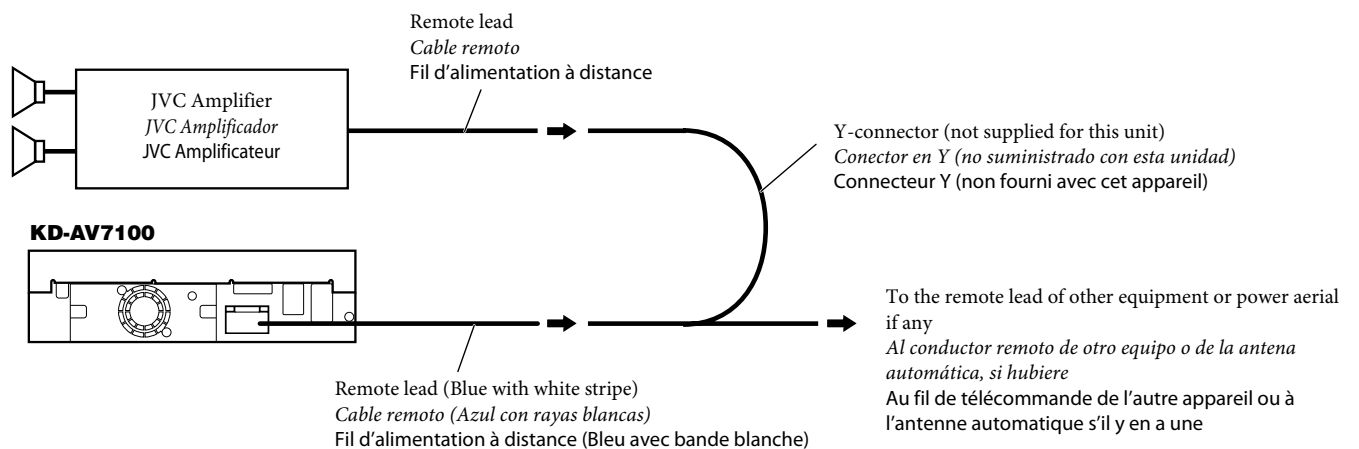 Remote lead
Cable remoto
Fil d’alimentation à distance
JVC Amplifier
JVC Amplificador
JVC Amplificateur
Y-connector (not supplied for this unit)
Conector en Y (no suministrado con esta unidad)
Connecteur Y (non fourni avec cet appareil)
KD-AV7100
To the remote lead of other equipment or power aerial
if any
Al conductor remoto de otro equipo o de la antena
automática, si hubiere
Au fil de télécommande de l’autre appareil ou à
l’antenne automatique s’il y en a une
Remote lead (Blue with white stripe)
Cable remoto (Azul con rayas blancas)
Fil d’alimentation à distance (Bleu avec bande blanche)